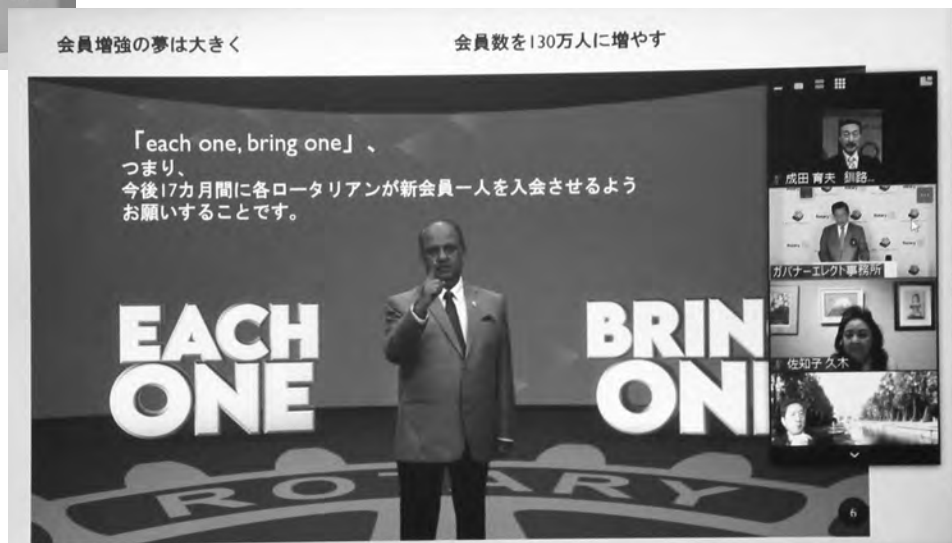 会員増強の夢は大きく
会員数を130万人に増やす
「each one, bring one」、
つまり、
今後17カ月間に各ロータリアンが新会員一人を入会させるよう
お願いすることです。
EACH
ONE
BRIN
ON
ROTARY
6
成田 育夫 釧路...
Rotary
ガバナーエレクト事務所
佐知子 久木